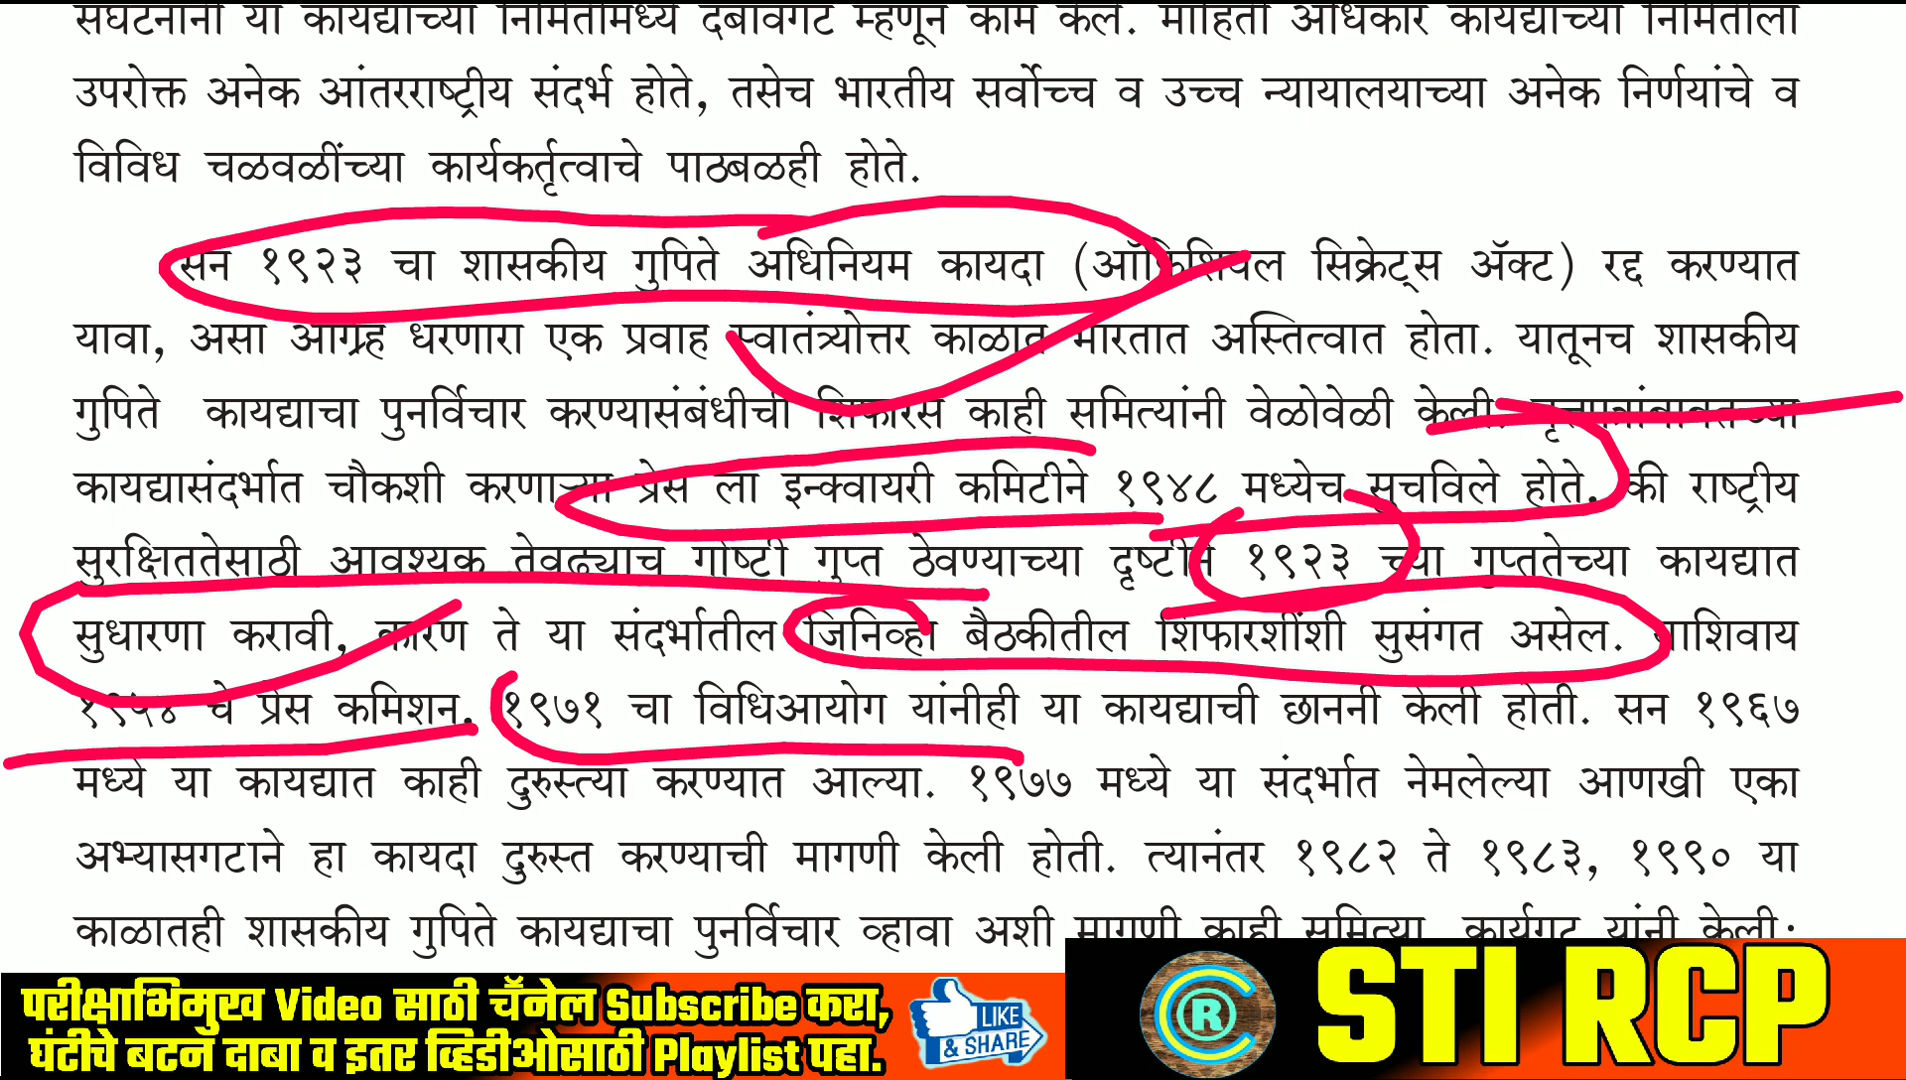 संघटनांनी या कायद्याच्या निर्मितीमध्ये दबावगट म्हणून काम केले. माहिती अधिकार कायद्याच्या निर्मितीला
उपरोक्त अनेक आंतरराष्ट्रीय संदर्भ होते, तसेच भारतीय सर्वोच्च व उच्च न्यायालयाच्या अनेक निर्णयांचे व
विविध चळवळींच्या कार्यकर्तृत्वाचे पाठबळही होते.
सन १९२३ चा शासकीय गुपिते अधिनियम कायदा (ऑफिशियल सिक्रेट्स ॲक्ट) रद्द करण्यात
यावा, असा आग्रह धरणारा एक प्रवाह स्वातंत्र्योत्तर काळात भारतात अस्तित्वात होता. यातूनच शासकीय
गुपिते कायद्याचा पुनर्विचार करण्यासंबंधीची शिफारस काही समित्यांनी वेळोवेळी केली. वृत्तपत्रांबाबतच्या
कायद्यासंदर्भात चौकशी करणाऱ्या प्रेस ला इन्क्वायरी कमिटीने १९४८ मध्येच सुचविले होते, की राष्ट्रीय
सुरक्षिततेसाठी आवश्यक तेवढ्याच गोष्टी गुप्त ठेवण्याच्या दृष्टीने १९२३ च्या गुप्ततेच्या कायद्यात
सुधारणा करावी, कारण ते या संदर्भातील जिनिव्हा बैठकीतील शिफारशींशी सुसंगत असेल. याशिवाय
१९५४ चे प्रेस कमिशन, १९७१ चा विधिआयोग यांनीही या कायद्याची छाननी केली होती. सन १९६७
मध्ये या कायद्यात काही दुरुस्त्या करण्यात आल्या. १९७७ मध्ये या संदर्भात नेमलेल्या आणखी एका
अभ्यासगटाने हा कायदा दुरुस्त करण्याची मागणी केली होती. त्यानंतर १९८२ ते १९८३, १९९० या
काळातही शासकीय गुपिते कायद्याचा पुनर्विचार व्हावा अशी मागणी काही समित्या, कार्यगट यांनी केली.
परीक्षाभिमुख Video साठी चॅनेल Subscribe करा,
घंटीचे बटन दाबा व इतर व्हिडीओसाठी Playlist पहा.
LIKE
& SHARE
R
STI RCP